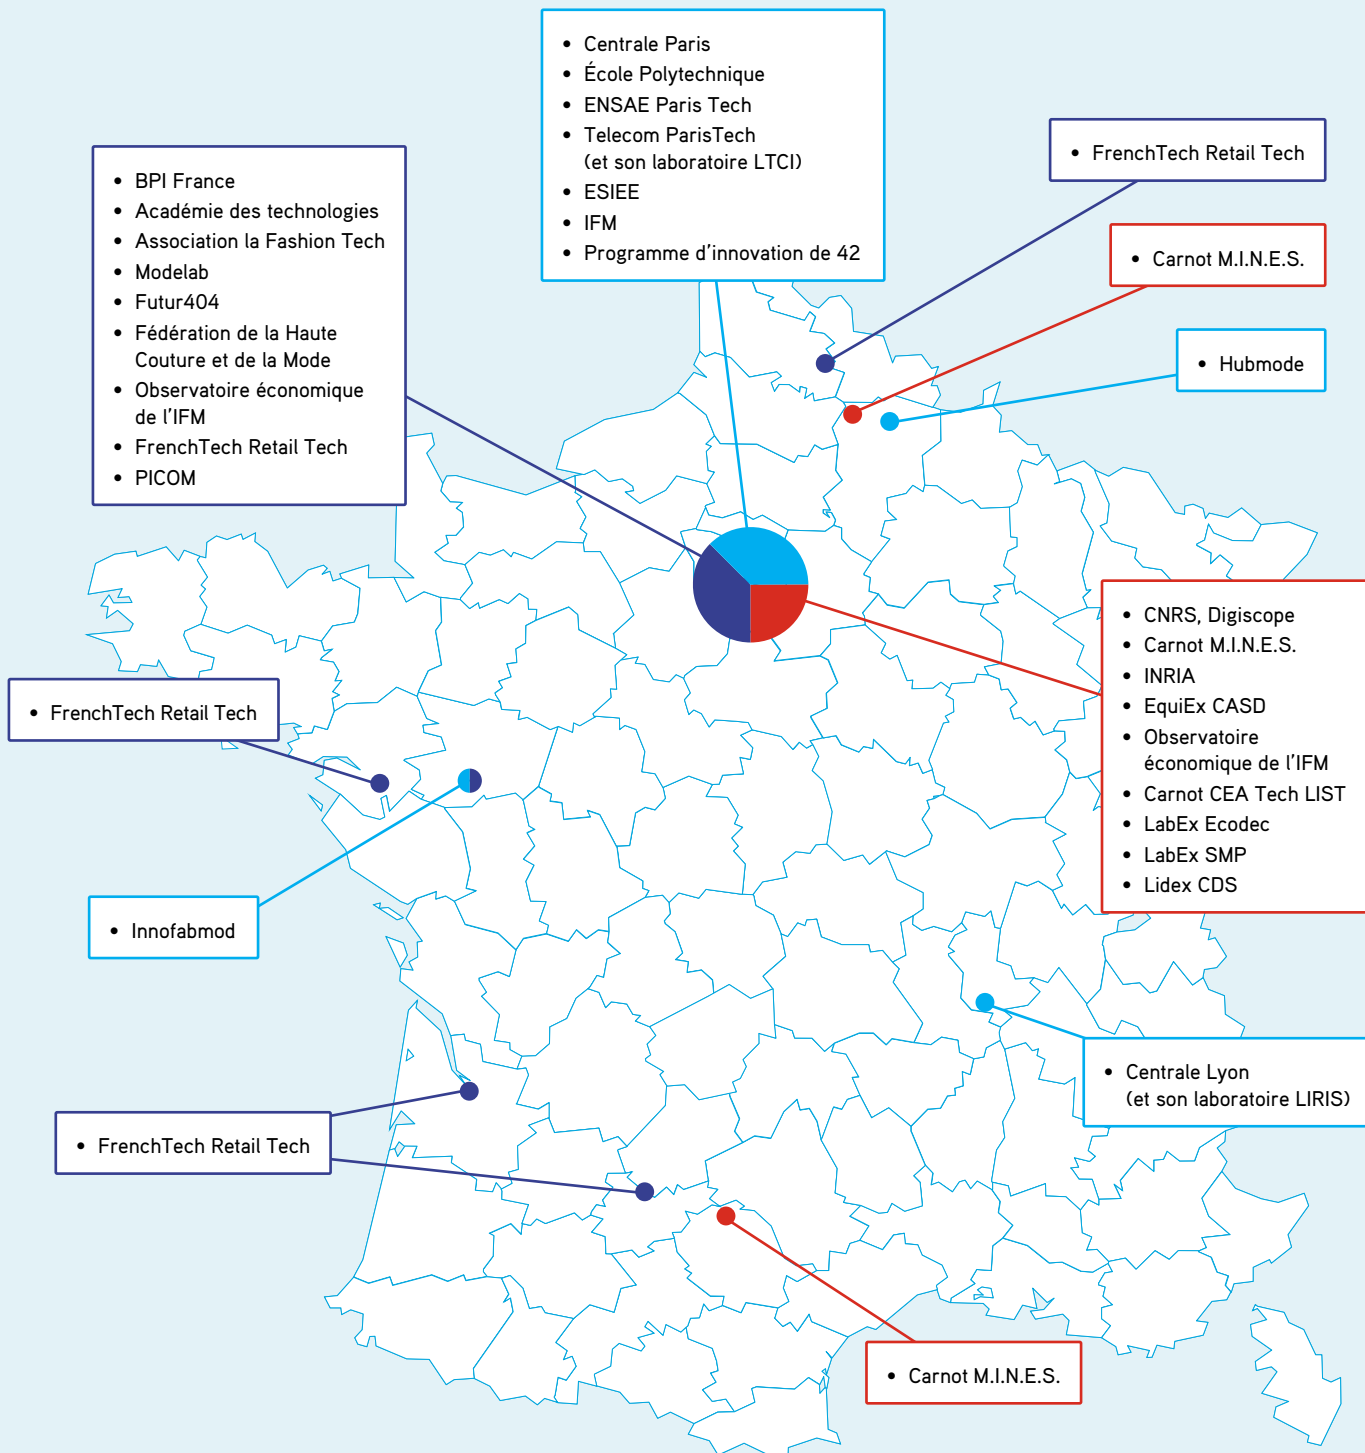 • Centrale Paris
• École Polytechnique
• ENSAE Paris Tech
• Telecom ParisTech
(et son laboratoire LTCI)
• ESIEE
• IFM
• Programme d'innovation de 42
• FrenchTech Retail Tech
• BPI France
• Académie des technologies
• Association la Fashion Tech
• Modelab
• Futur404
• Fédération de la Haute
Couture et de la Mode
• Observatoire économique
de l'IFM
• FrenchTech Retail Tech
• PICOM
• Carnot M.I.N.E.S.
• Hubmode
• CNRS, Digiscope
• Carnot M.I.N.E.S.
• INRIA
• EquiEx CASD
• Observatoire
économique de l'IFM
• Carnot CEA Tech LIST
• LabEx Ecodec
• LabEx SMP
• Lidex CDS
• FrenchTech Retail Tech
• Innofabmod
• Centrale Lyon
(et son laboratoire LIRIS)
• FrenchTech Retail Tech
• Carnot M.I.N.E.S.